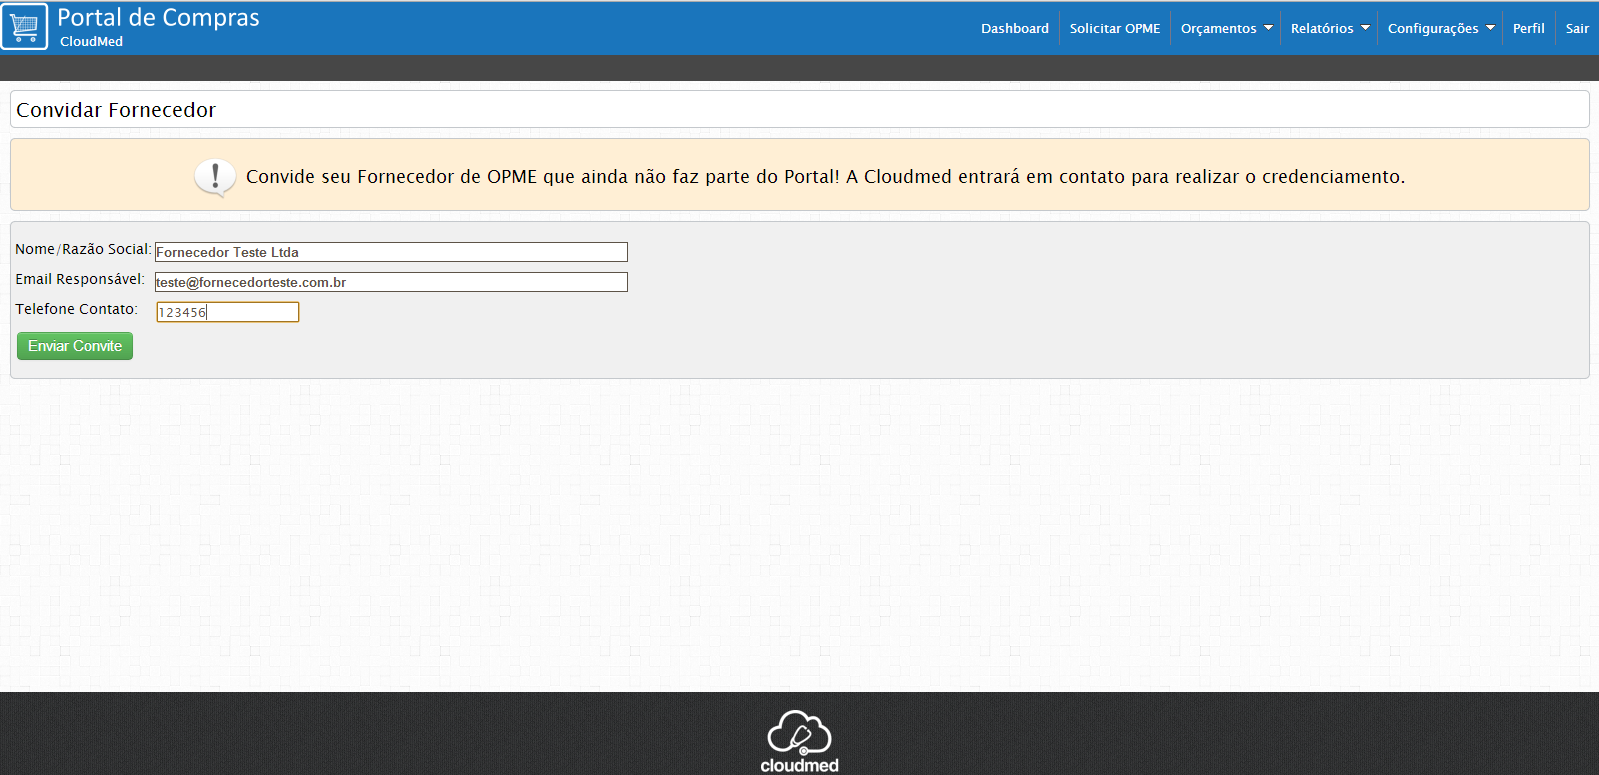 Portal de Compras
CloudMed
Dashboard Solicitar OPME Orçamentos Relatórios Configurações Perfil Sair
Convidar Fornecedor
! Convide seu Fornecedor de OPME que ainda não faz parte do Portal! A Cloudmed entrará em contato para realizar o credenciamento.
Nome/Razão Social: Fornecedor Teste Ltda
Email Responsável: teste@fornecedorteste.com.br
Telefone Contato: 123456
Enviar Convite
cloudmed